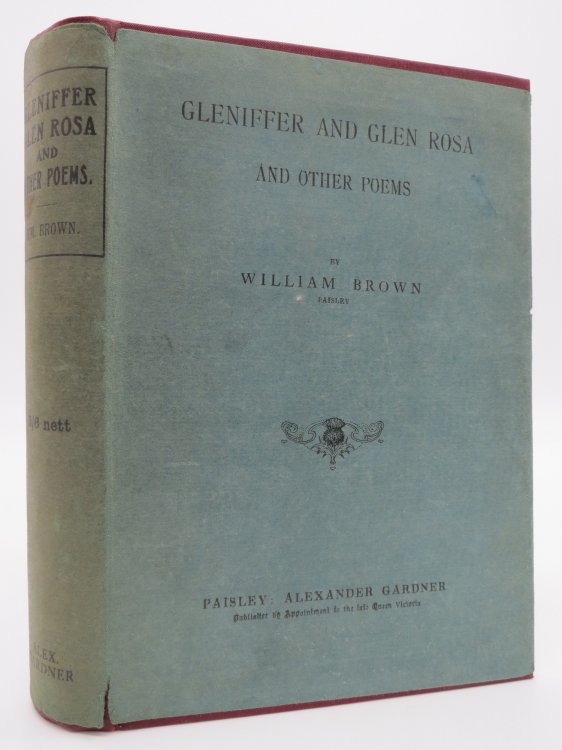 GLENIFFER
GLEN ROSA
AND
OTHER POEMS.
WM. BROWN.
3/6 nett
ALEX.
GARDNER
GLENIFFER AND GLEN ROSA
AND OTHER POEMS
BY
WILLIAM BROWN
PAISLEY
PAISLEY: ALEXANDER GARDNER
Publisher by Appointment to the late Queen Victoria